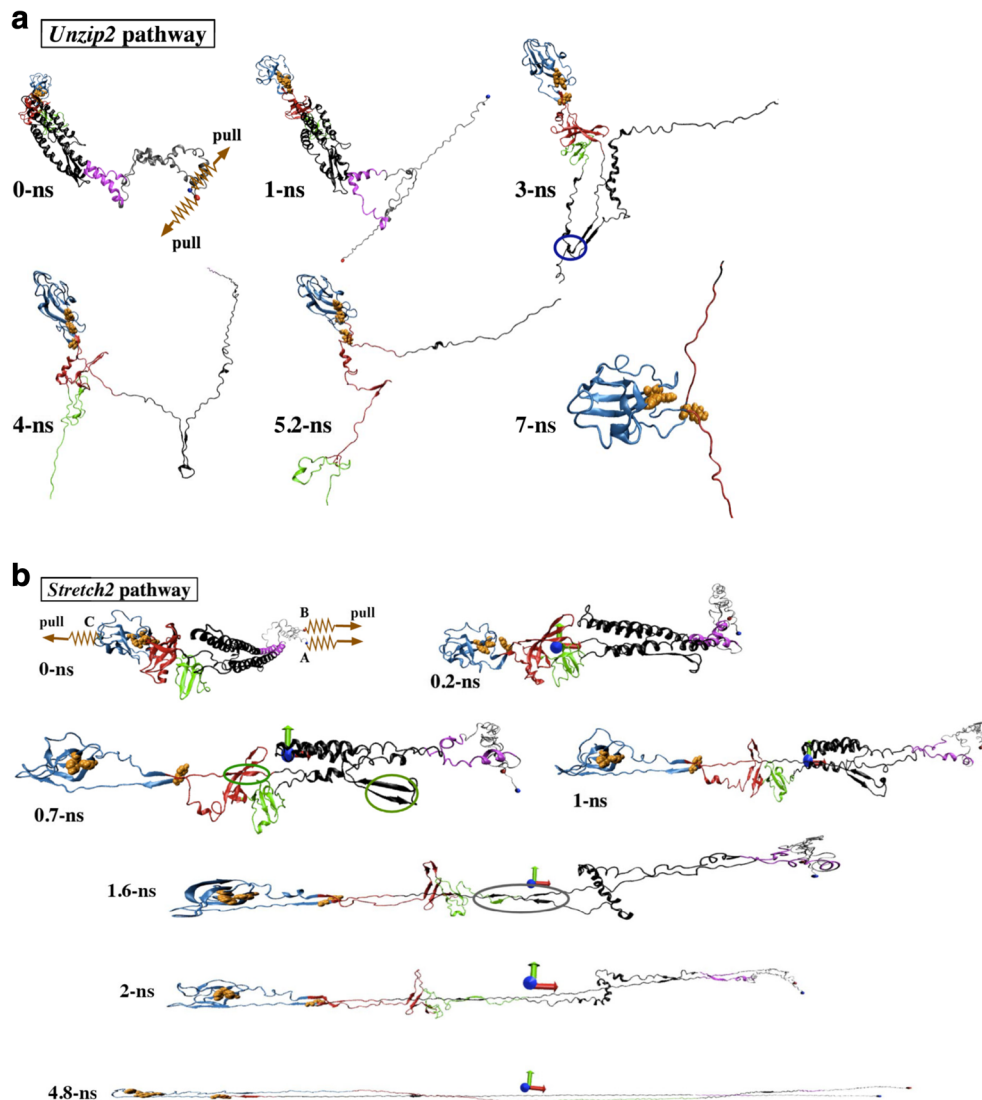 a
Unzip2 pathway
pull
pull
0-ns
1-ns
3-ns
4-ns
5.2-ns
7-ns
b
Stretch2 pathway
pull
C
B
pull
A
0-ns
0.2-ns
0.7-ns
1-ns
1.6-ns
2-ns
4.8-ns